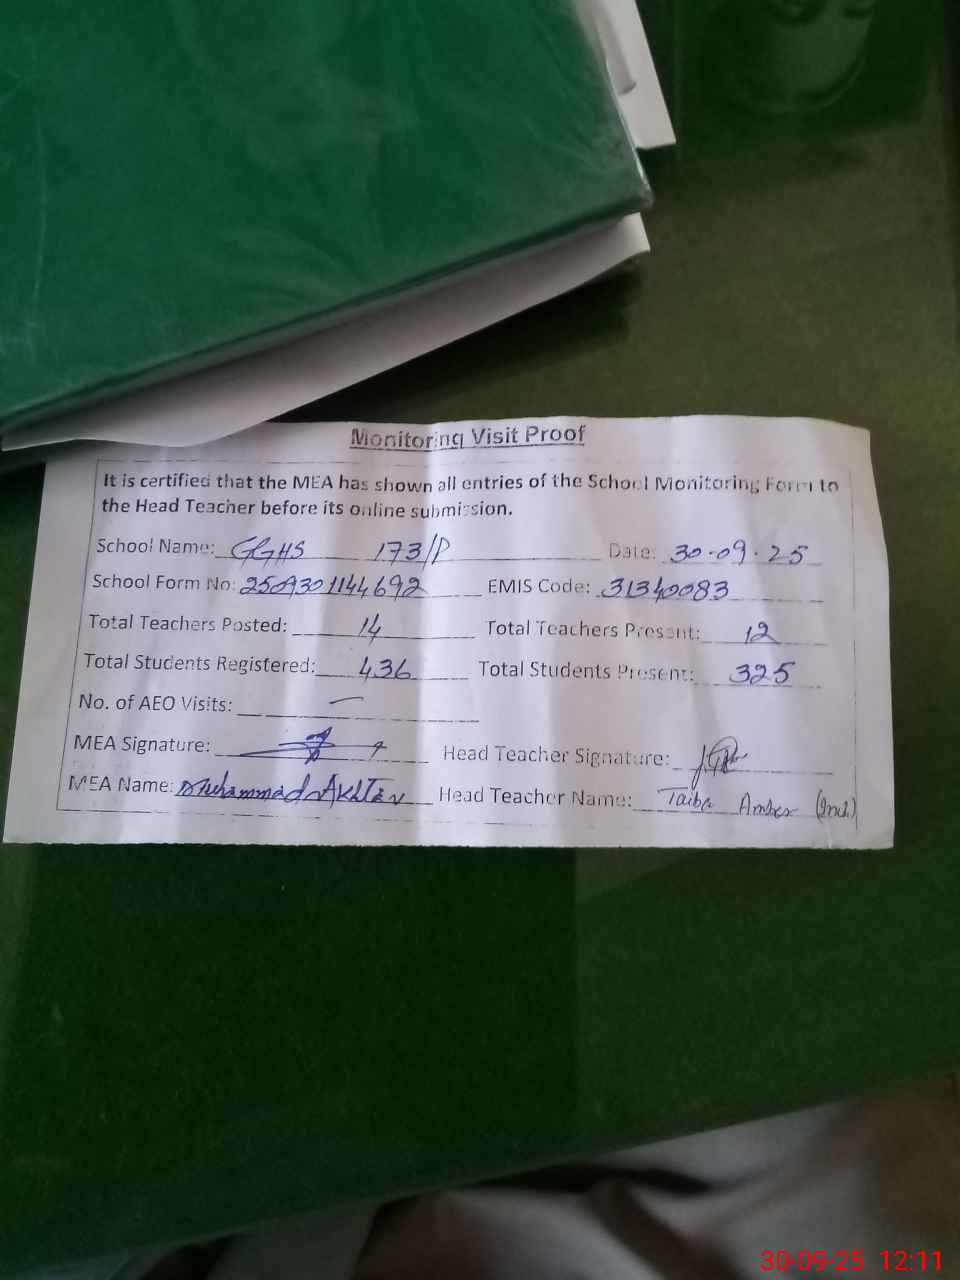 Monitoring Visit Proof
It is certified that the MEA has shown all entries of the School Monitoring Form to
the Head Teacher before its online submission.
School Name: GGHS 173/P Date: 30-09-25
School Form No: 2509301144692 EMIS Code: 31340083
Total Teachers Posted: 14 Total Teachers Present: 12
Total Students Registered: 436 Total Students Present: 325
No. of AEO Visits: —
MEA Signature: Head Teacher Signature:
MEA Name: Muhammad Akhtar Head Teacher Name: Taiba Amber
30-09-25 12:11